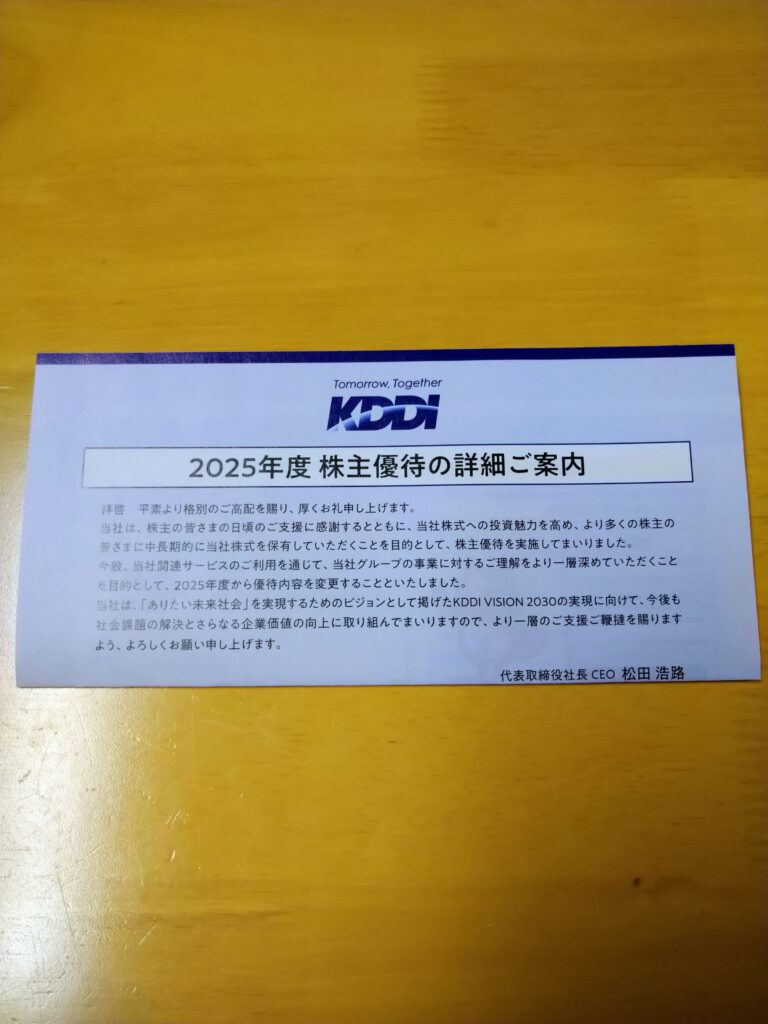 Tomorrow, Together
KDDI
2025年度 株主優待の詳細ご案内
拝啓　平素より格別のご高配を賜り、厚くお礼申し上げます。
当社は、株主の皆さまの日頃のご支援に感謝するとともに、当社株式への投資魅力を高め、より多くの株主の
皆さまに中長期的に当社株式を保有していただくことを目的として、株主優待を実施してまいりました。
今般、当社関連サービスのご利用を通じて、当社グループの事業に対するご理解をより一層深めていただくこと
を目的として、2025年度から優待内容を変更することといたしました。
当社は、「ありたい未来社会」を実現するためのビジョンとして掲げたKDDI VISION 2030の実現に向けて、今後も
社会課題の解決とさらなる企業価値の向上に取り組んでまいりますので、より一層のご支援ご鞭撻を賜ります
よう、よろしくお願い申し上げます。
代表取締役社長 CEO 松田 浩路